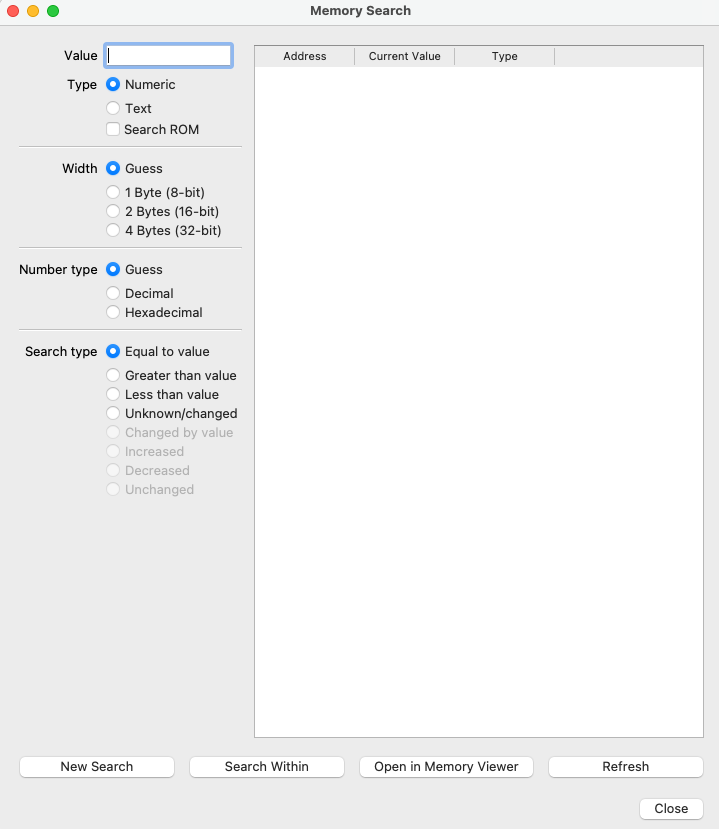 Memory Search
Value
Type
Numeric
Text
Search ROM
Width
Guess
1 Byte (8-bit)
2 Bytes (16-bit)
4 Bytes (32-bit)
Number type
Guess
Decimal
Hexadecimal
Search type
Equal to value
Greater than value
Less than value
Unknown/changed
Changed by value
Increased
Decreased
Unchanged
Address Current Value Type
New Search Search Within Open in Memory Viewer Refresh
Close